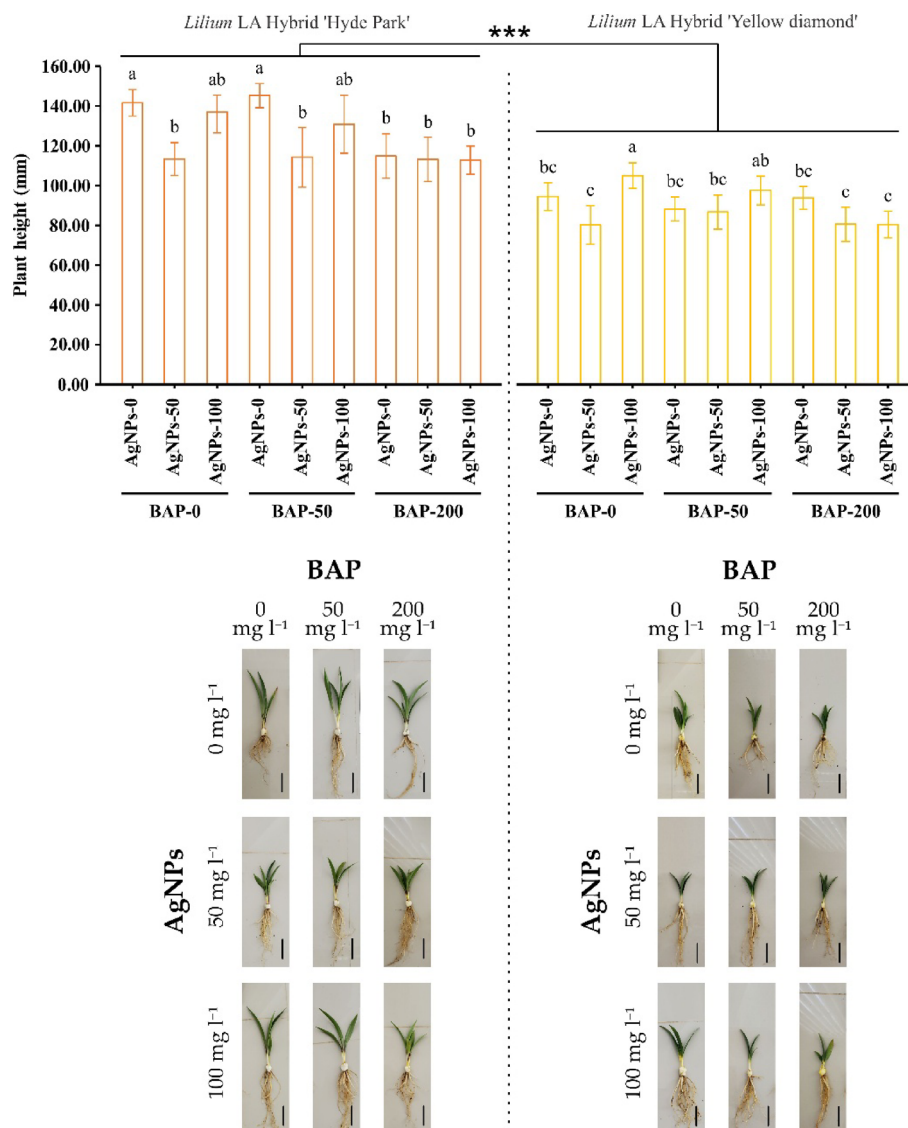 Lilium LA Hybrid 'Hyde Park'
Lilium LA Hybrid 'Yellow diamond'
***
Plant height (mm)
160.00
140.00
120.00
100.00
80.00
60.00
40.00
20.00
0.00
a
b
ab
a
b
ab
b
b
b
bc
c
a
bc
bc
ab
bc
c
c
AgNPs-0
AgNPs-50
AgNPs-100
AgNPs-0
AgNPs-50
AgNPs-100
AgNPs-0
AgNPs-50
AgNPs-100
BAP-0
BAP-50
BAP-200
AgNPs-0
AgNPs-50
AgNPs-100
AgNPs-0
AgNPs-50
AgNPs-100
AgNPs-0
AgNPs-50
AgNPs-100
BAP-0
BAP-50
BAP-200
BAP
0 50 200
mg l⁻¹ mg l⁻¹ mg l⁻¹
AgNPs
0 mg l⁻¹
50 mg l⁻¹
100 mg l⁻¹
BAP
0 50 200
mg l⁻¹ mg l⁻¹ mg l⁻¹
AgNPs
0 mg l⁻¹
50 mg l⁻¹
100 mg l⁻¹